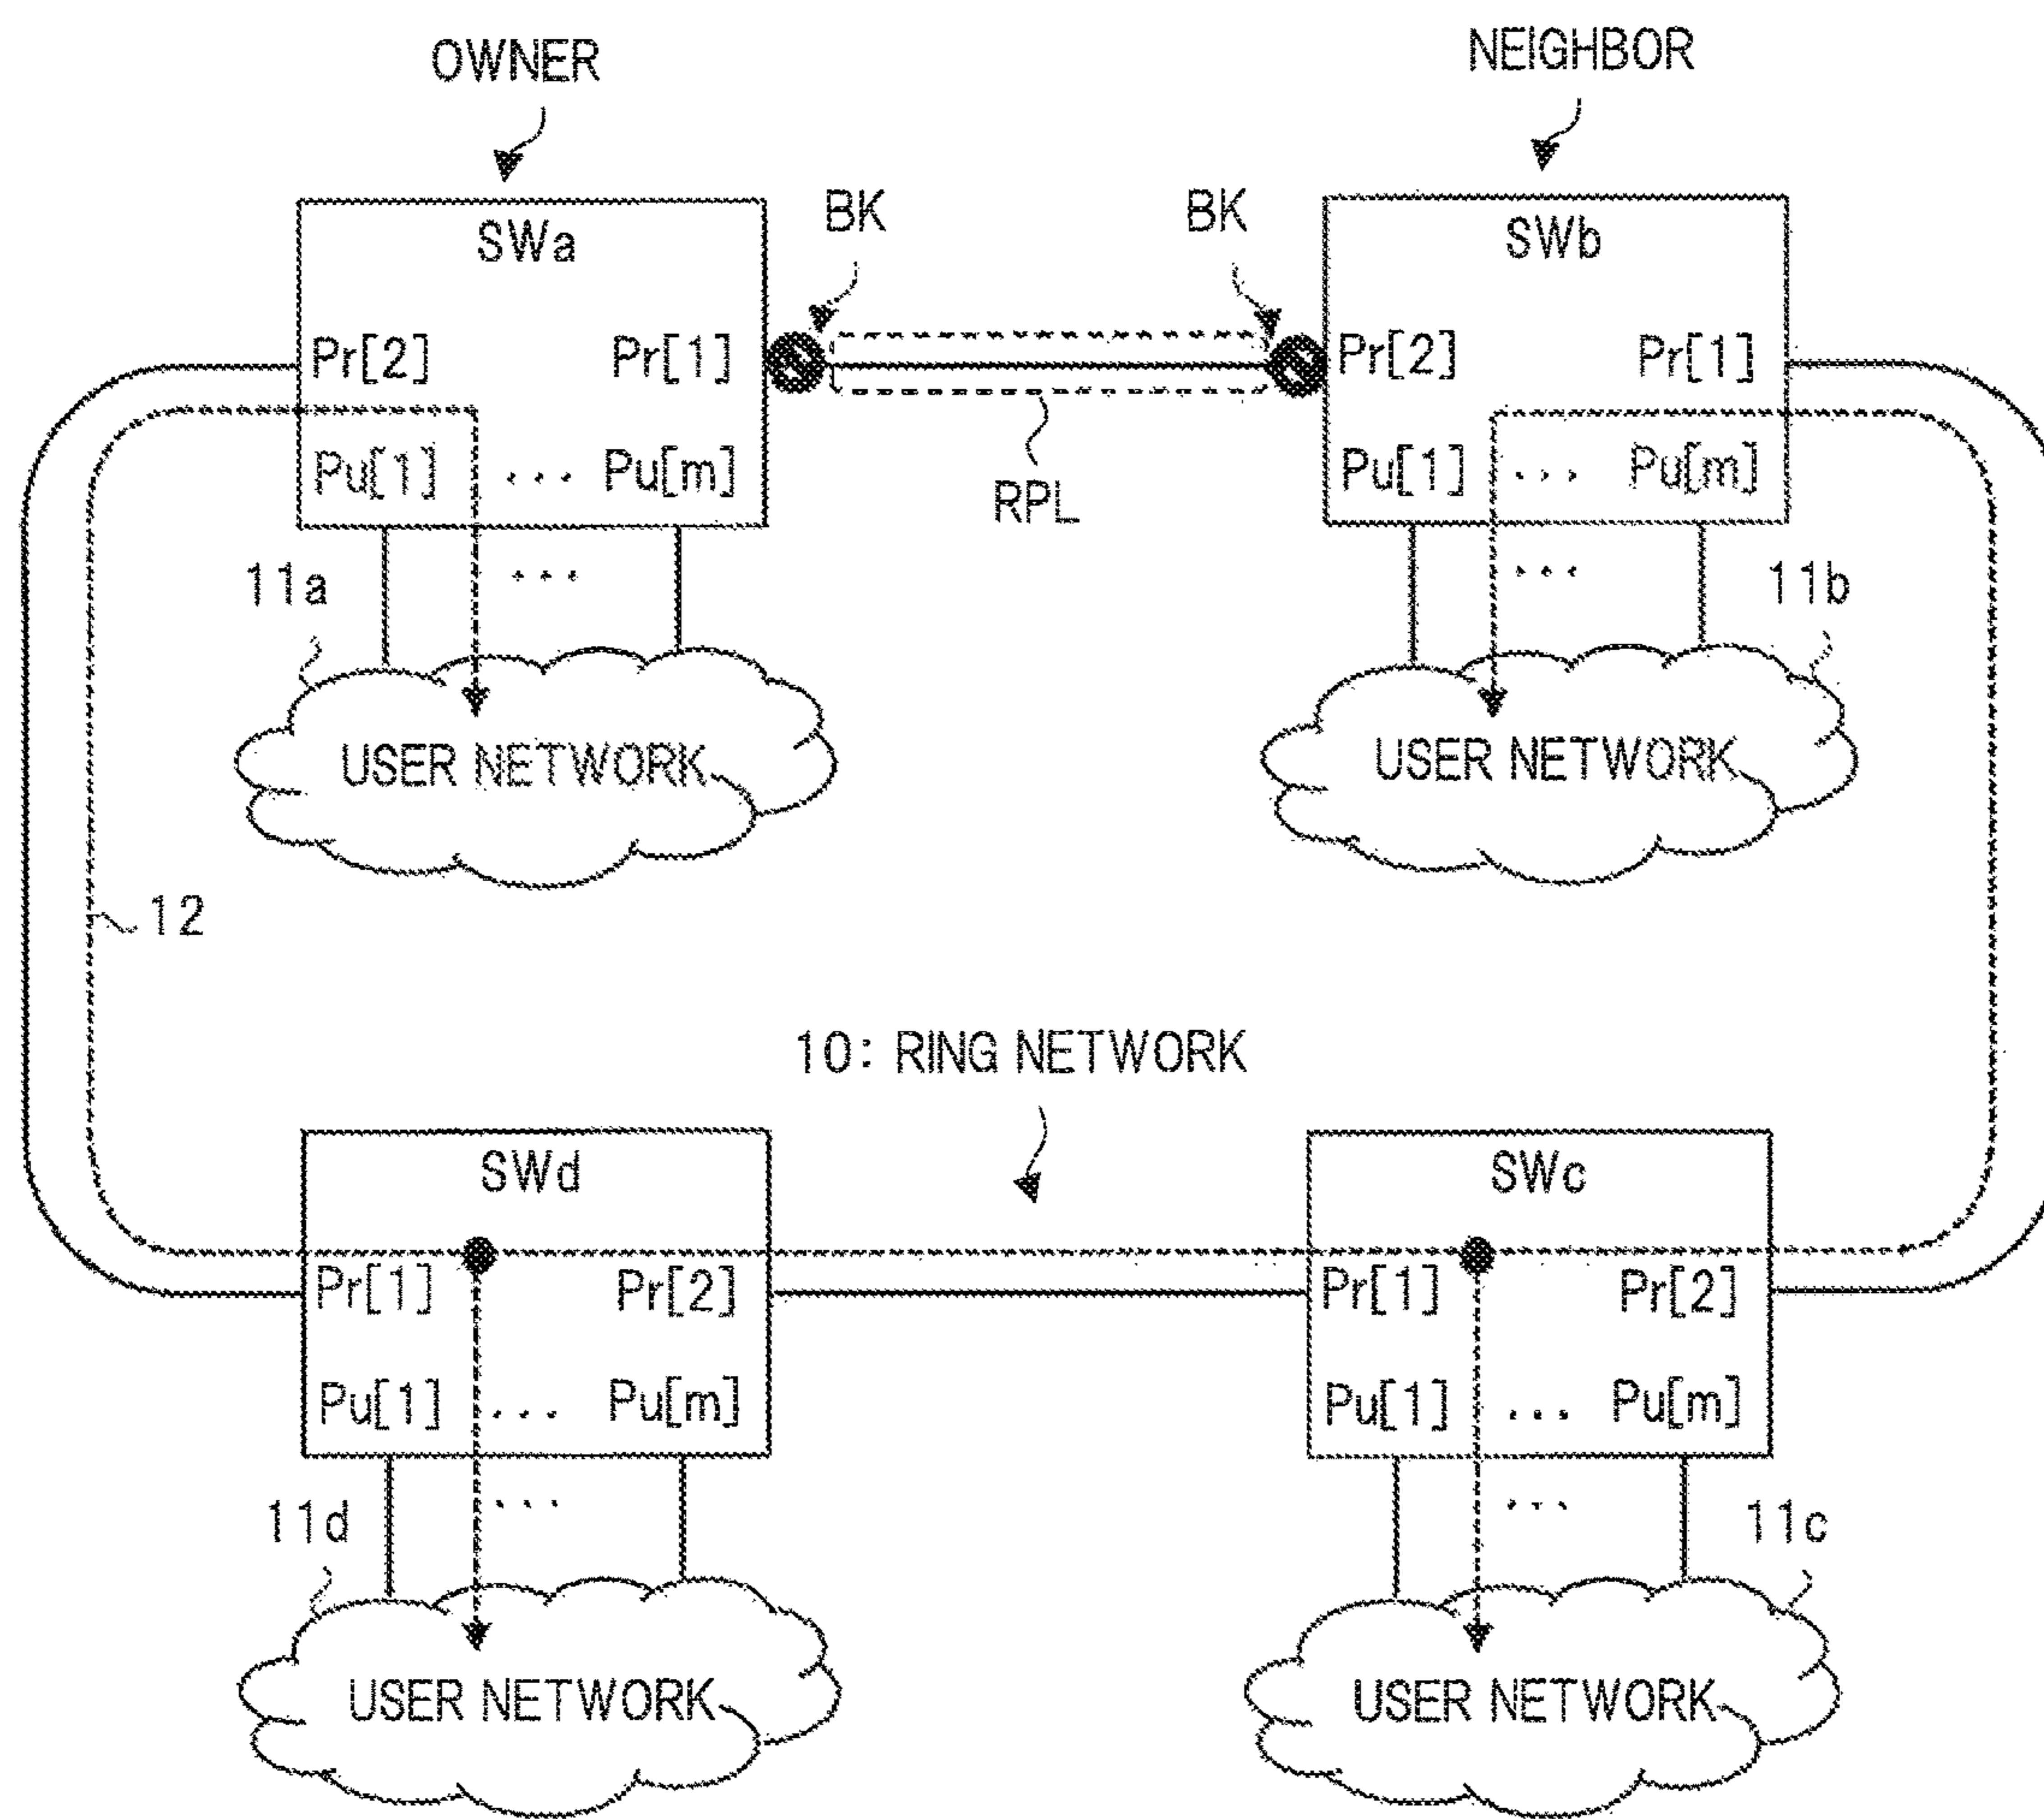 OWNER
NEIGHBOR
BK
BK
SWa
SWb
Pr[2]
Pr[1]
Pr[2]
Pr[1]
Pu[1]
...
Pu[m]
Pu[1]
...
Pu[m]
RPL
11a
...
...
11b
USER NETWORK
USER NETWORK
12
10: RING NETWORK
SWd
SWc
Pr[1]
Pr[2]
Pr[1]
Pr[2]
Pu[1]
...
Pu[m]
Pu[1]
...
Pu[m]
11d
...
...
11c
USER NETWORK
USER NETWORK